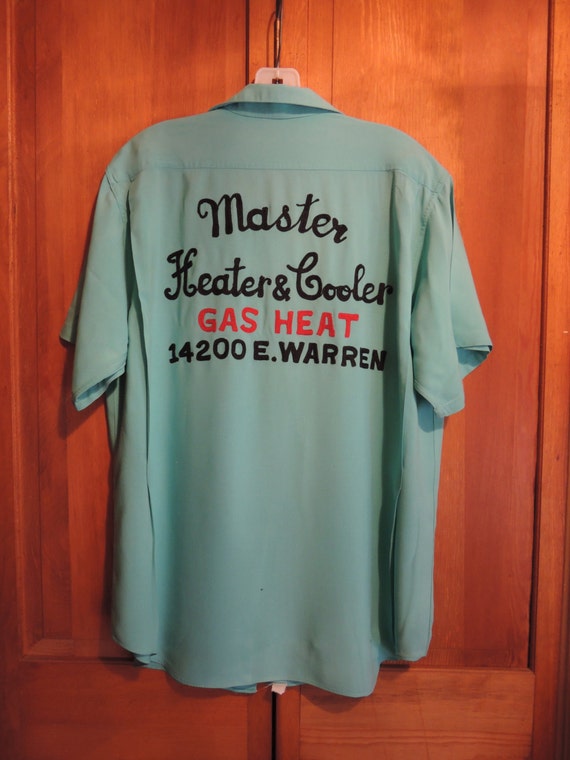 Master
Heater & Cooler
GAS HEAT
14200 E. WARREN